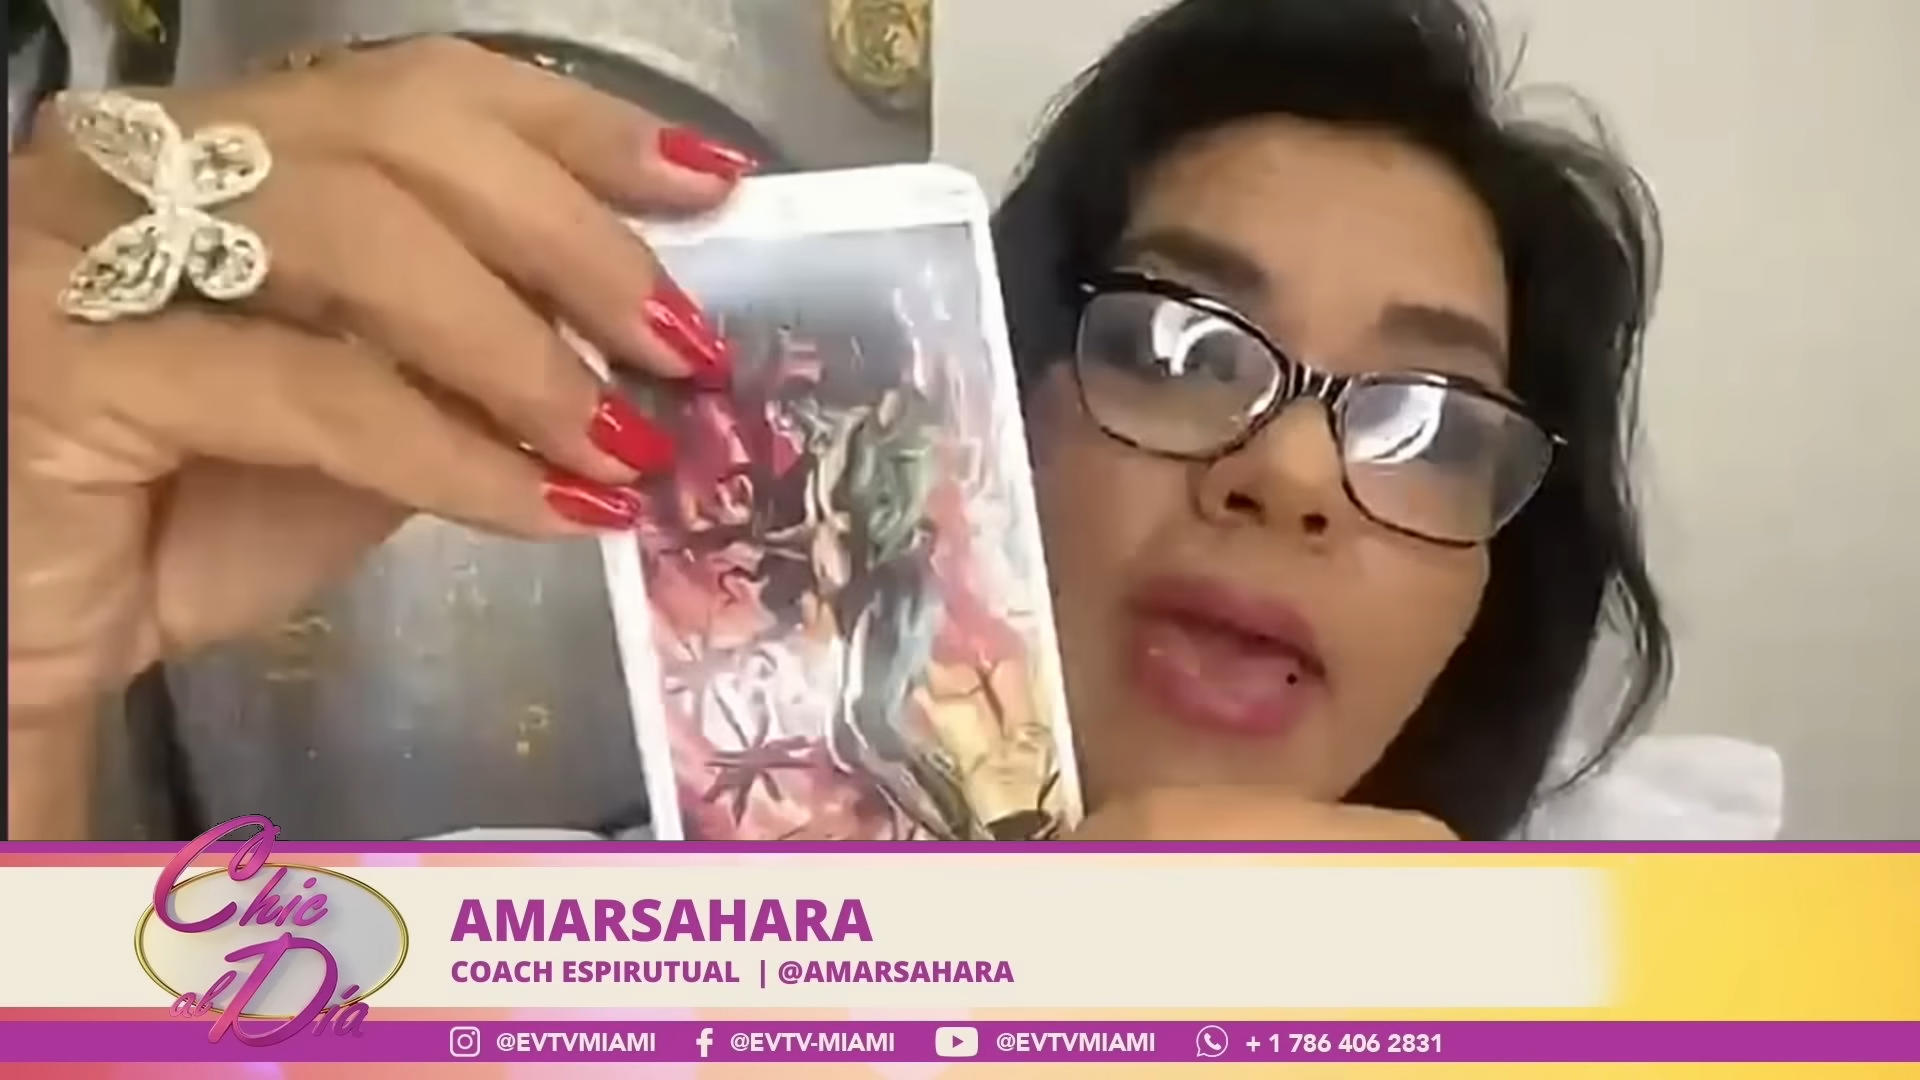 Chic
al Día
AMARSAHARA
COACH ESPIRUTUAL | @AMARSAHARA
@EVTVMIAMI @EVTV-MIAMI @EVTVMIAMI + 1 786 406 2831